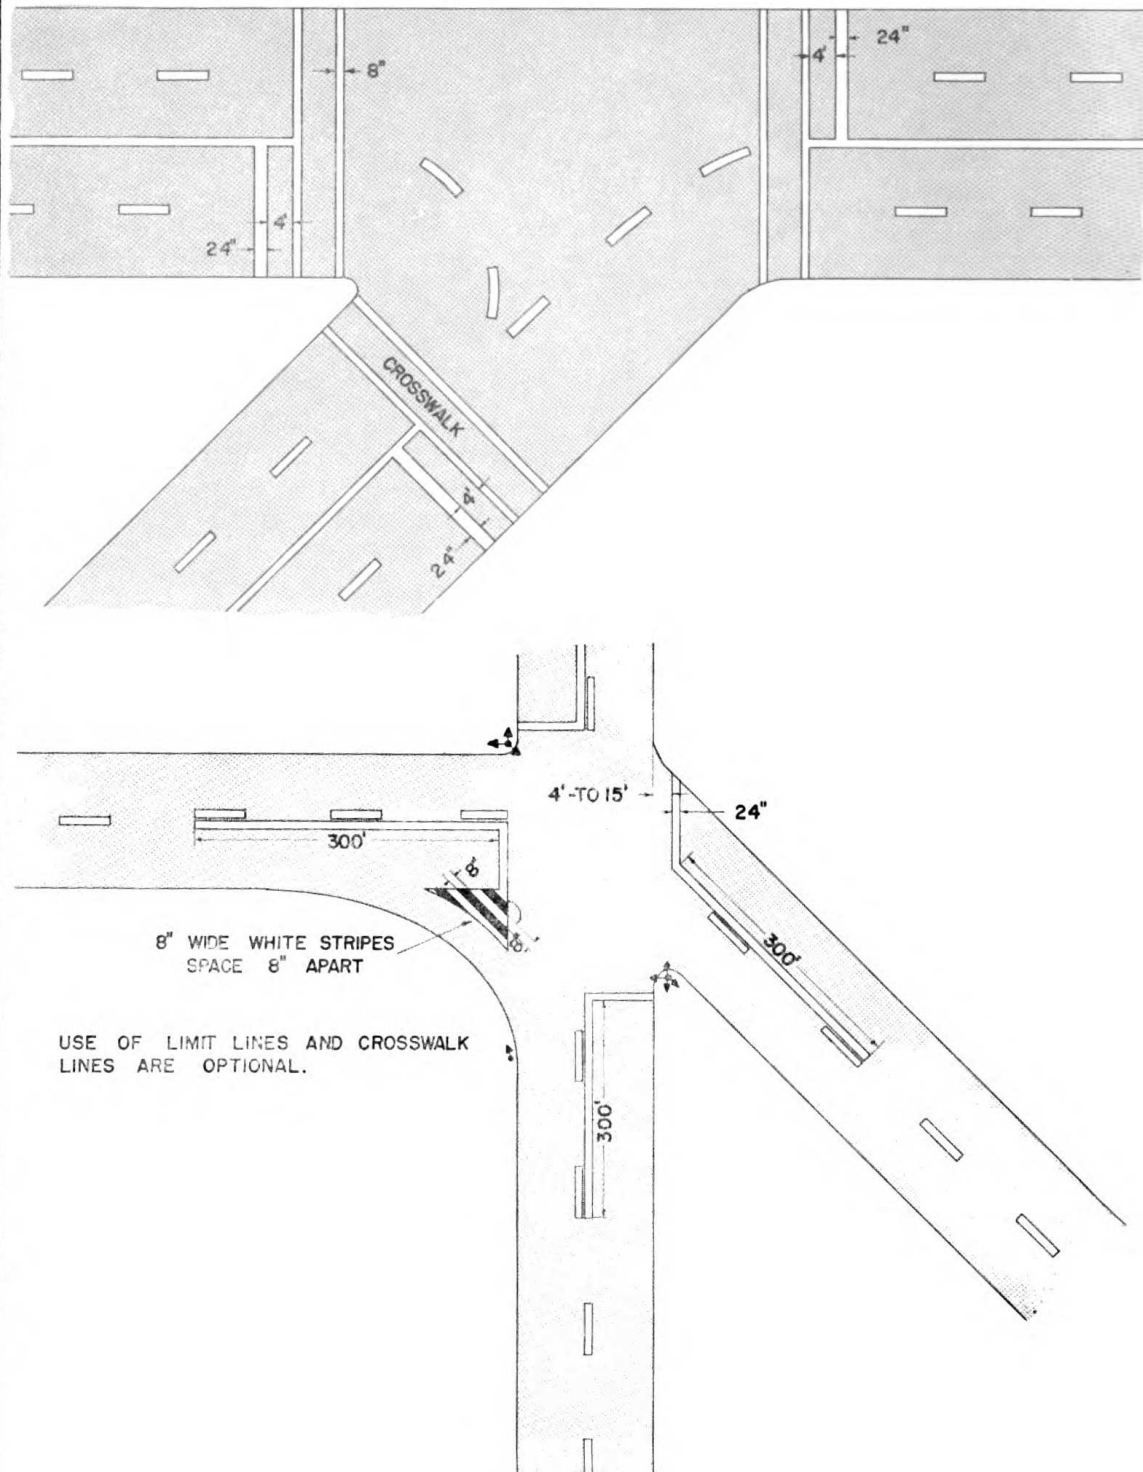 24"
4'
8"
4'
24"
CROSSWALK
4'
24"
4'-TO 15'
24"
300'
8"
8"
300'
8" WIDE WHITE STRIPES
SPACE 8" APART
USE OF LIMIT LINES AND CROSSWALK
LINES ARE OPTIONAL.
300'